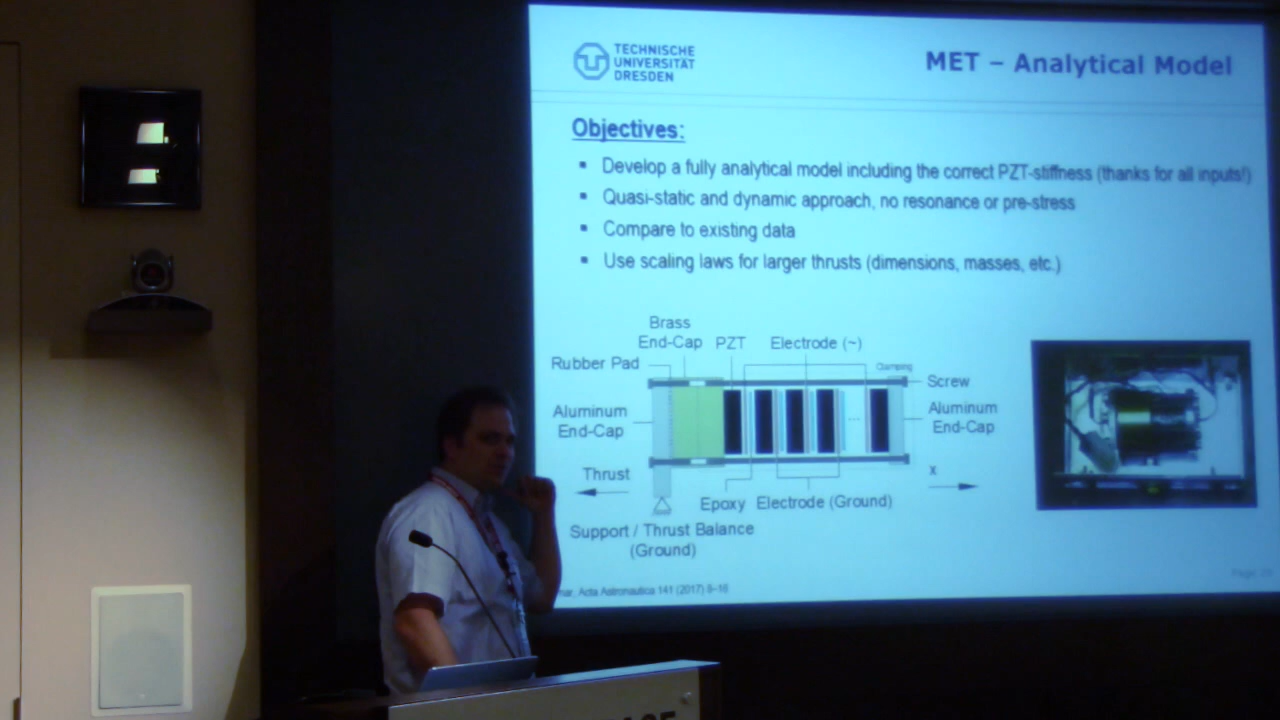 TECHNISCHE
UNIVERSITÄT
DRESDEN
MET – Analytical Model
Objectives:
▪ Develop a fully analytical model including the correct PZT-stiffness (thanks for all inputs!)
▪ Quasi-static and dynamic approach, no resonance or pre-stress
▪ Compare to existing data
▪ Use scaling laws for larger thrusts (dimensions, masses, etc.)
Brass
End-Cap
PZT
Electrode (~)
Rubber Pad
Clamping
Screw
Aluminum
End-Cap
Aluminum
End-Cap
Thrust
x
Epoxy
Electrode (Ground)
Support / Thrust Balance
(Ground)
Acta Astronautica 141 (2017) 8–16
Page